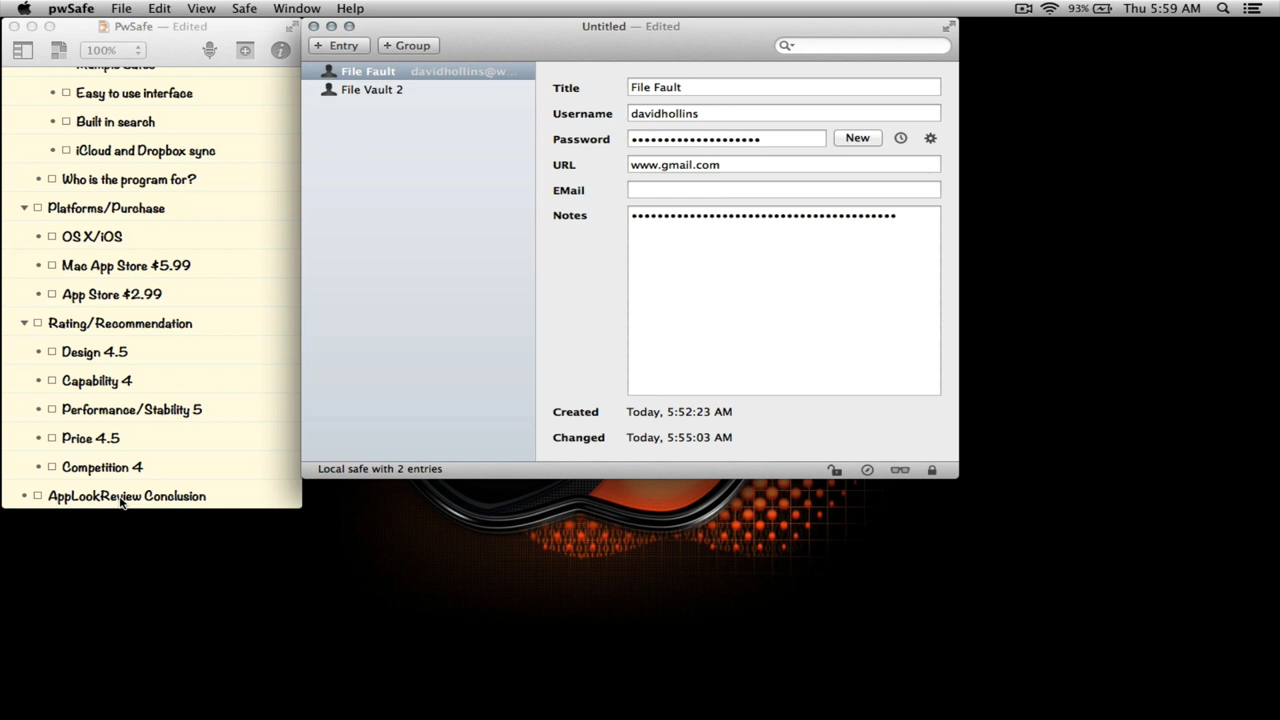 pwSafe File Edit View Safe Window Help 93% Thu 5:59 AM
PwSafe — Edited
100%
Easy to use interface
Built in search
iCloud and Dropbox sync
Who is the program for?
Platforms/Purchase
OS X/iOS
Mac App Store $5.99
App Store $2.99
Rating/Recommendation
Design 4.5
Capability 4
Performance/Stability 5
Price 4.5
Competition 4
AppLookReview Conclusion
Untitled — Edited
+ Entry + Group
File Fault davidhollins@w...
File Vault 2
Title File Fault
Username davidhollins
Password •••••••••••••••••••• New
URL www.gmail.com
EMail
Notes ••••••••••••••••••••••••••••••••••••••••••
Created Today, 5:52:23 AM
Changed Today, 5:55:03 AM
Local safe with 2 entries